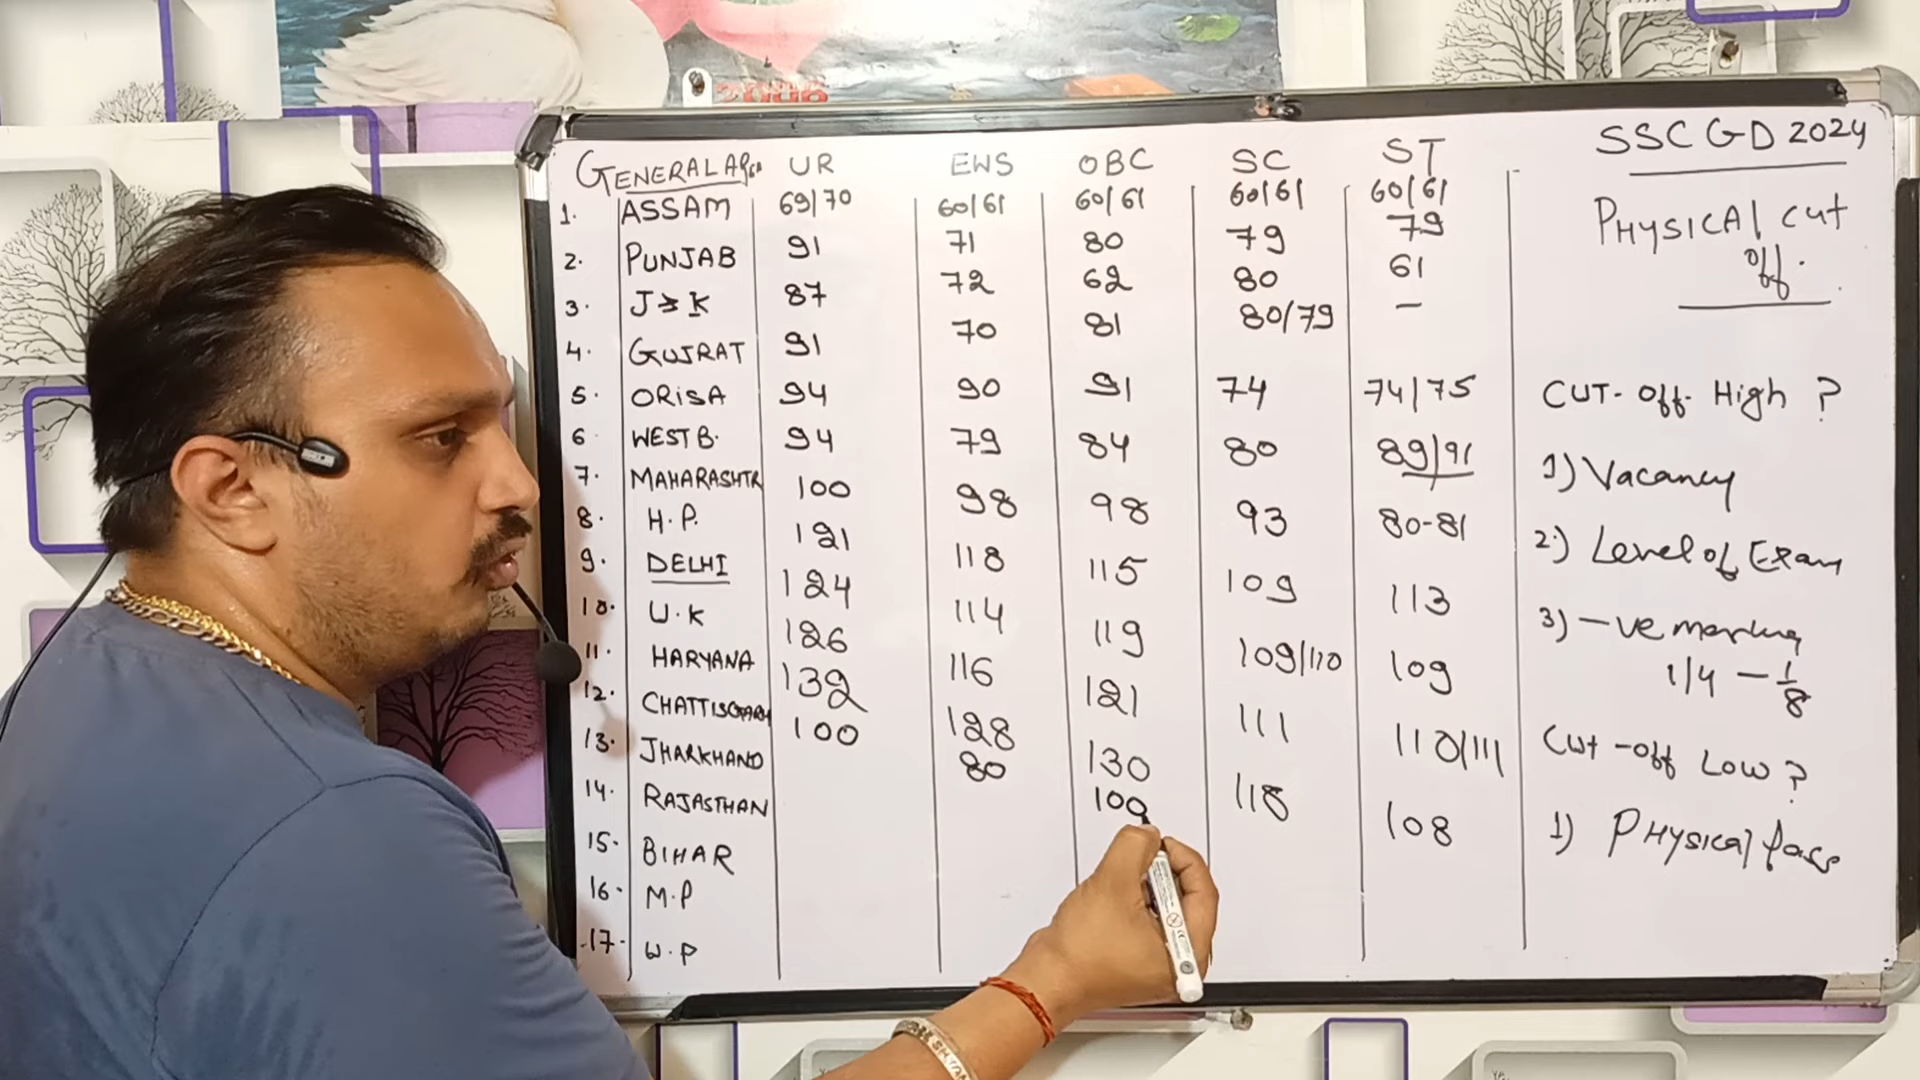 GENERAL Area UR EWS OBC SC ST
1. ASSAM 69/70 60/61 60/61 60/61 60/61
2. PUNJAB 91 71 80 79 79
3. J&K 87 72 62 80 61
4. GUJRAT 91 70 81 80/79 –
5. ORISA 94 90 91 74 74/75
6. WEST B. 94 79 84 80 89/91
7. MAHARASHTR 100 98 98 93 80-81
8. H.P. 121 118 115 109 113
9. DELHI 124 114 119 109/110 109
10. U.K 126 116 121 111 110/111
11. HARYANA 132 128 130 118 108
12. CHATTISGARH 100 80 100
13. JHARKHAND
14. RAJASTHAN
15. BIHAR
16. M.P
17. U.P
SSC GD 2024
PHYSICAL CUT
off.
CUT-off High ?
1) Vacancy
2) Level of Exam
3) -ve marking
1/4 – 1/8
Cut-off Low ?
1) PHYSICAL Pass